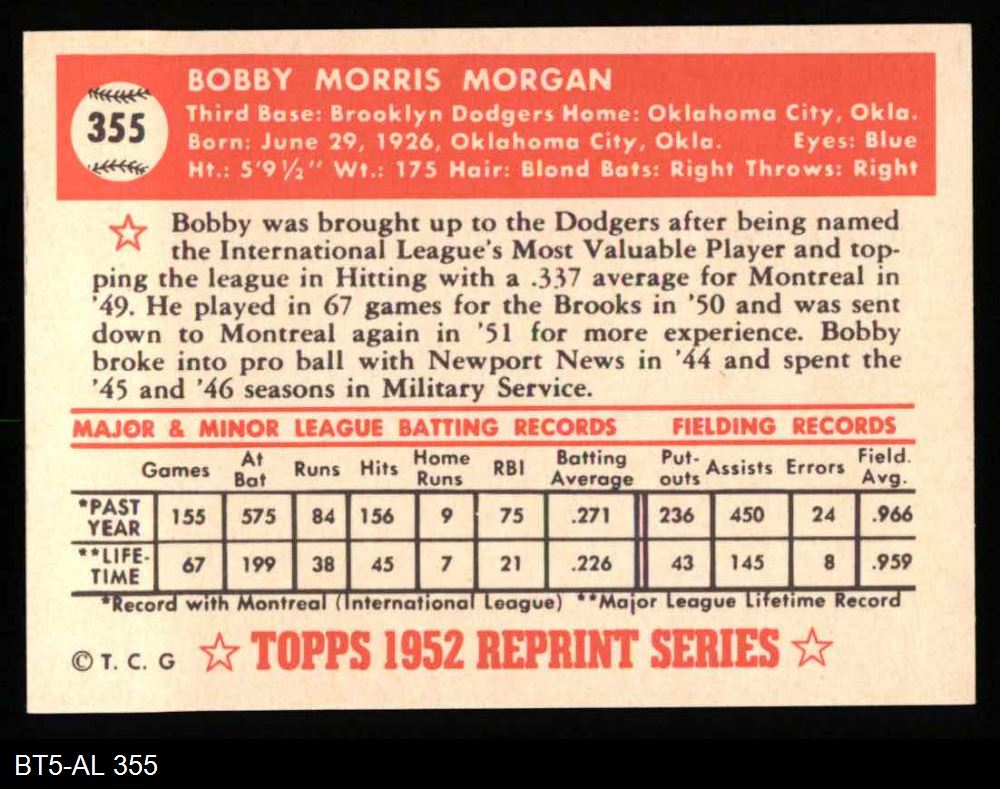 355
BOBBY MORRIS MORGAN
Third Base: Brooklyn Dodgers Home: Oklahoma City, Okla.
Born: June 29, 1926, Oklahoma City, Okla. Eyes: Blue
Ht.: 5'9½" Wt.: 175 Hair: Blond Bats: Right Throws: Right
Bobby was brought up to the Dodgers after being named
the International League's Most Valuable Player and top-
ping the league in Hitting with a .337 average for Montreal in
'49. He played in 67 games for the Brooks in '50 and was sent
down to Montreal again in '51 for more experience. Bobby
broke into pro ball with Newport News in '44 and spent the
'45 and '46 seasons in Military Service.
MAJOR & MINOR LEAGUE BATTING RECORDS FIELDING RECORDS
Games At Bat Runs Hits Home Runs RBI Batting Average Put-outs Assists Errors Field. Avg.
*PAST YEAR 155 575 84 156 9 75 .271 236 450 24 .966
**LIFE-TIME 67 199 38 45 7 21 .226 43 145 8 .959
*Record with Montreal (International League) **Major League Lifetime Record
© T. C. G ☆ TOPPS 1952 REPRINT SERIES ☆
BT5-AL 355